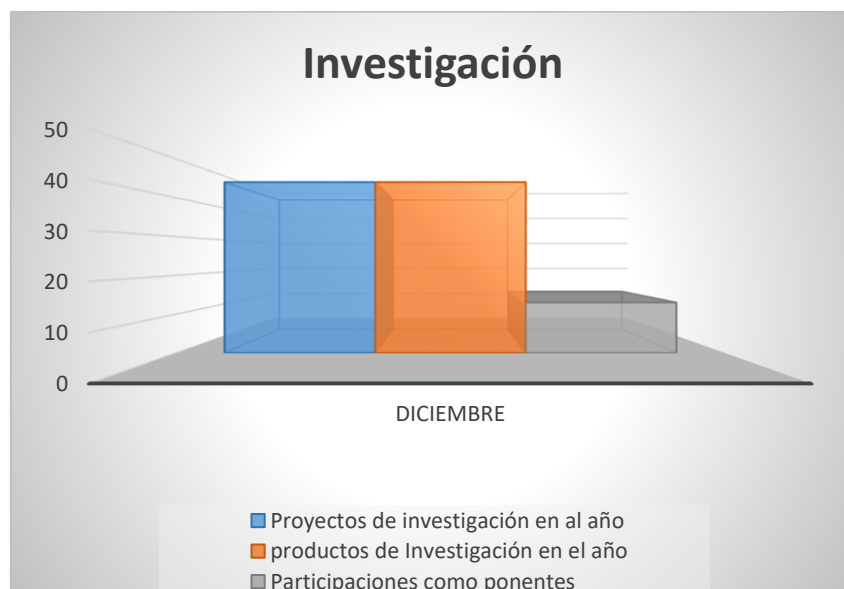 Investigación
50
40
30
20
10
0
DICIEMBRE
Proyectos de investigación en al año
productos de Investigación en el año
Participaciones como ponentes